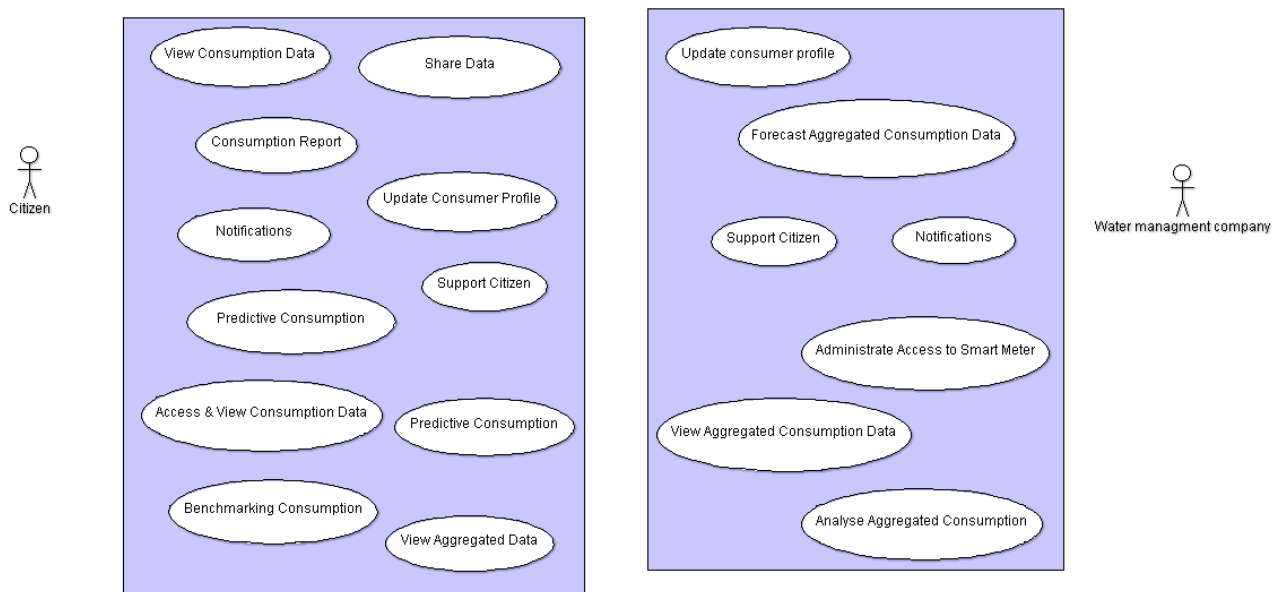 View Consumption Data
Share Data
Consumption Report
Update Consumer Profile
Citizen
Notifications
Support Citizen
Predictive Consumption
Access & View Consumption Data
Predictive Consumption
Benchmarking Consumption
View Aggregated Data
Update consumer profile
Forecast Aggregated Consumption Data
Support Citizen
Notifications
Water managment company
Administrate Access to Smart Meter
View Aggregated Consumption Data
Analyse Aggregated Consumption